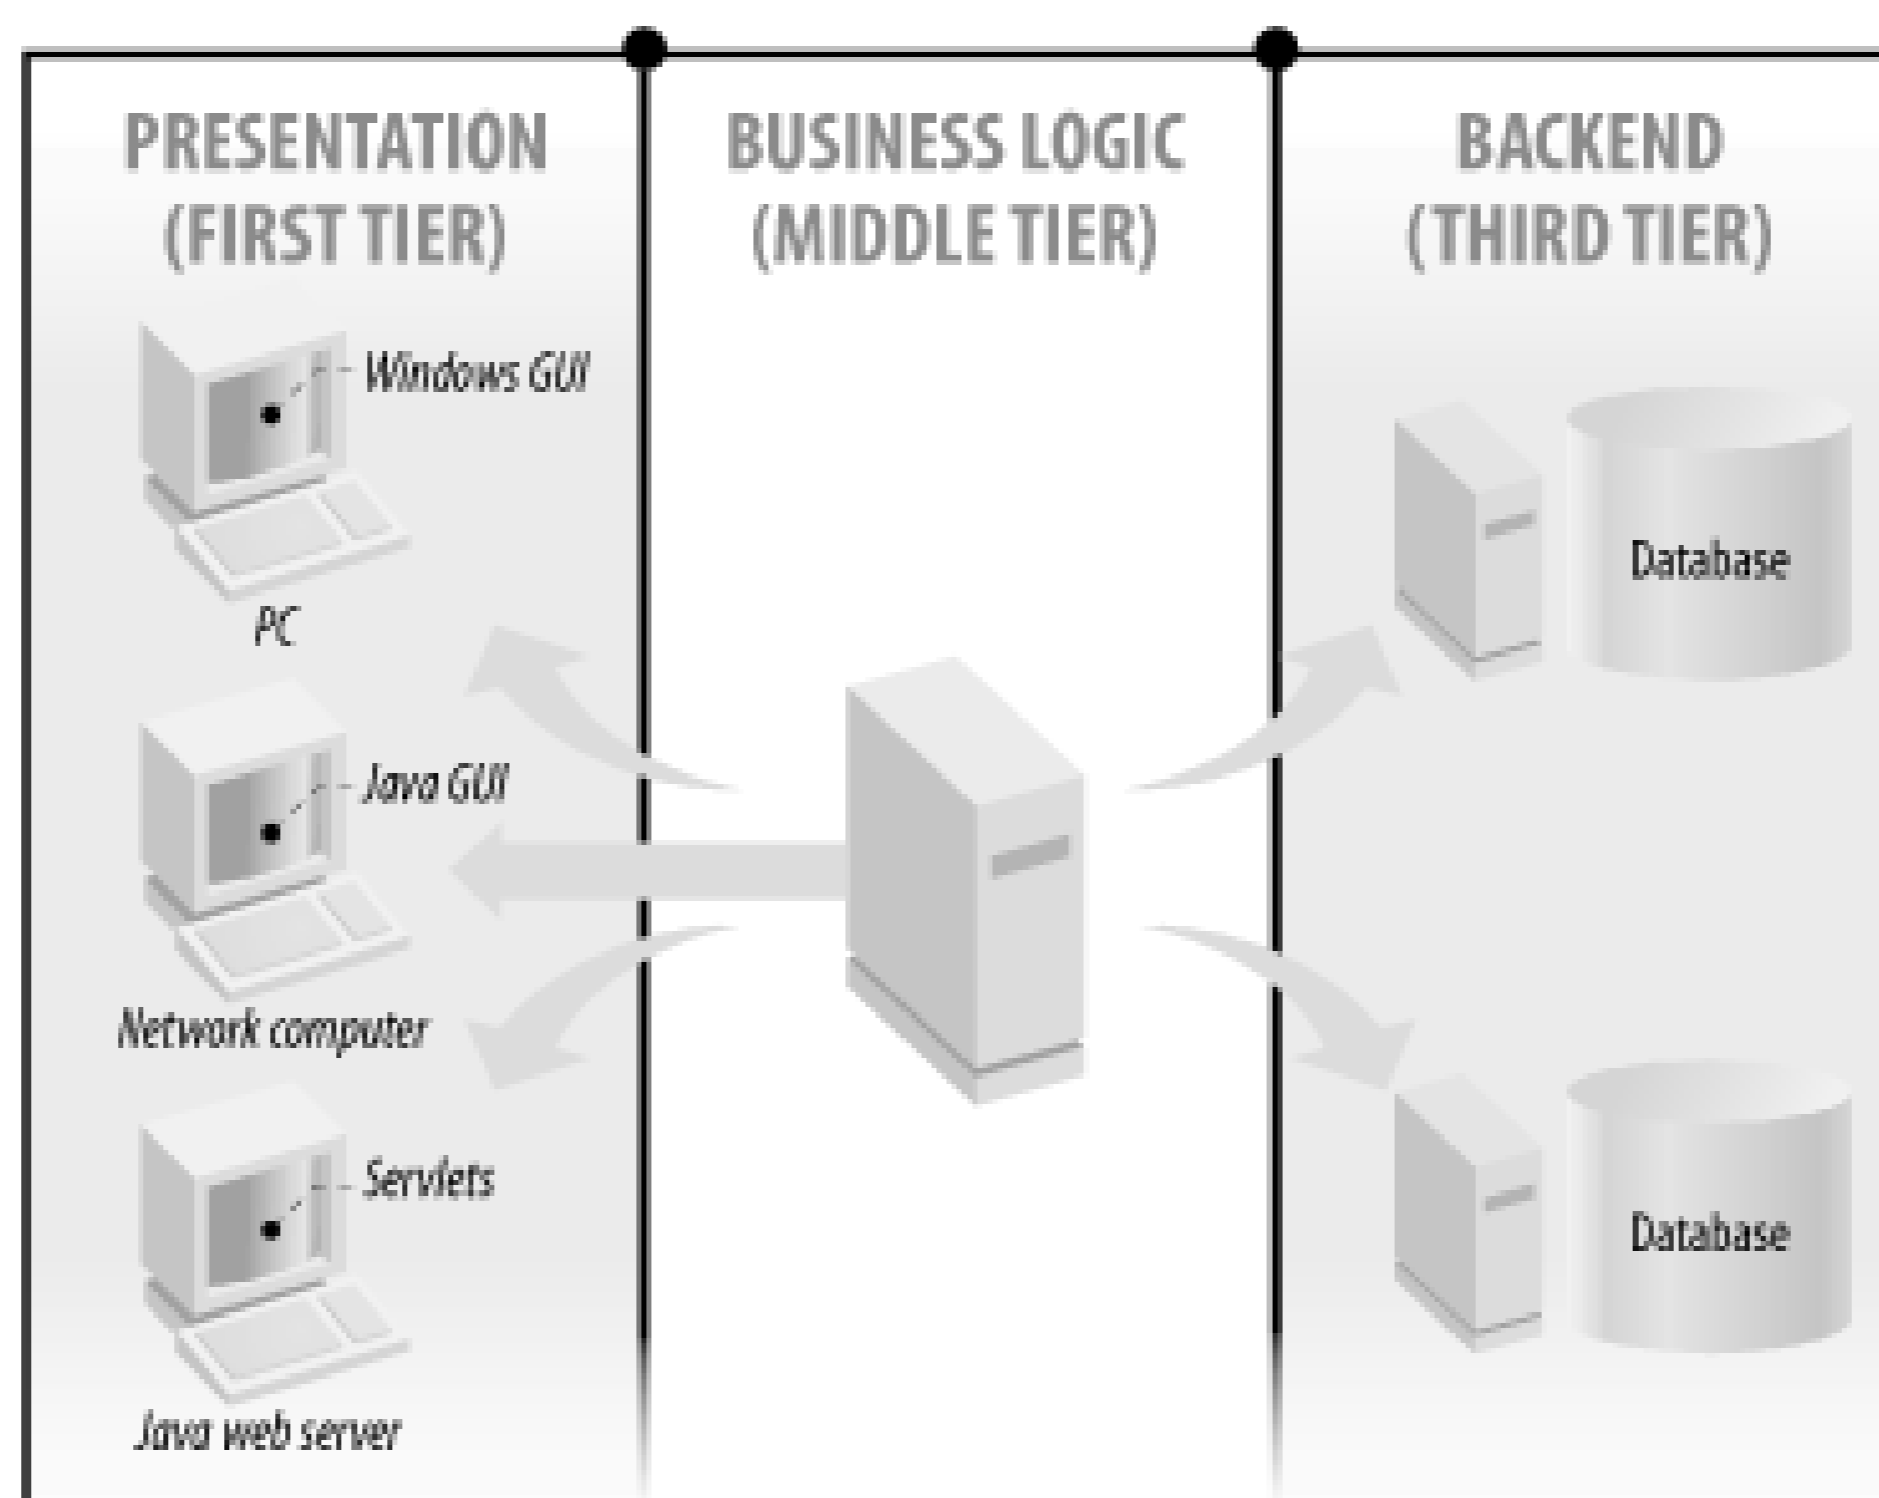 PRESENTATION
(FIRST TIER)
Windows GUI
PC
Java GUI
Network computer
Servlets
Java web server
BUSINESS LOGIC
(MIDDLE TIER)
BACKEND
(THIRD TIER)
Database
Database